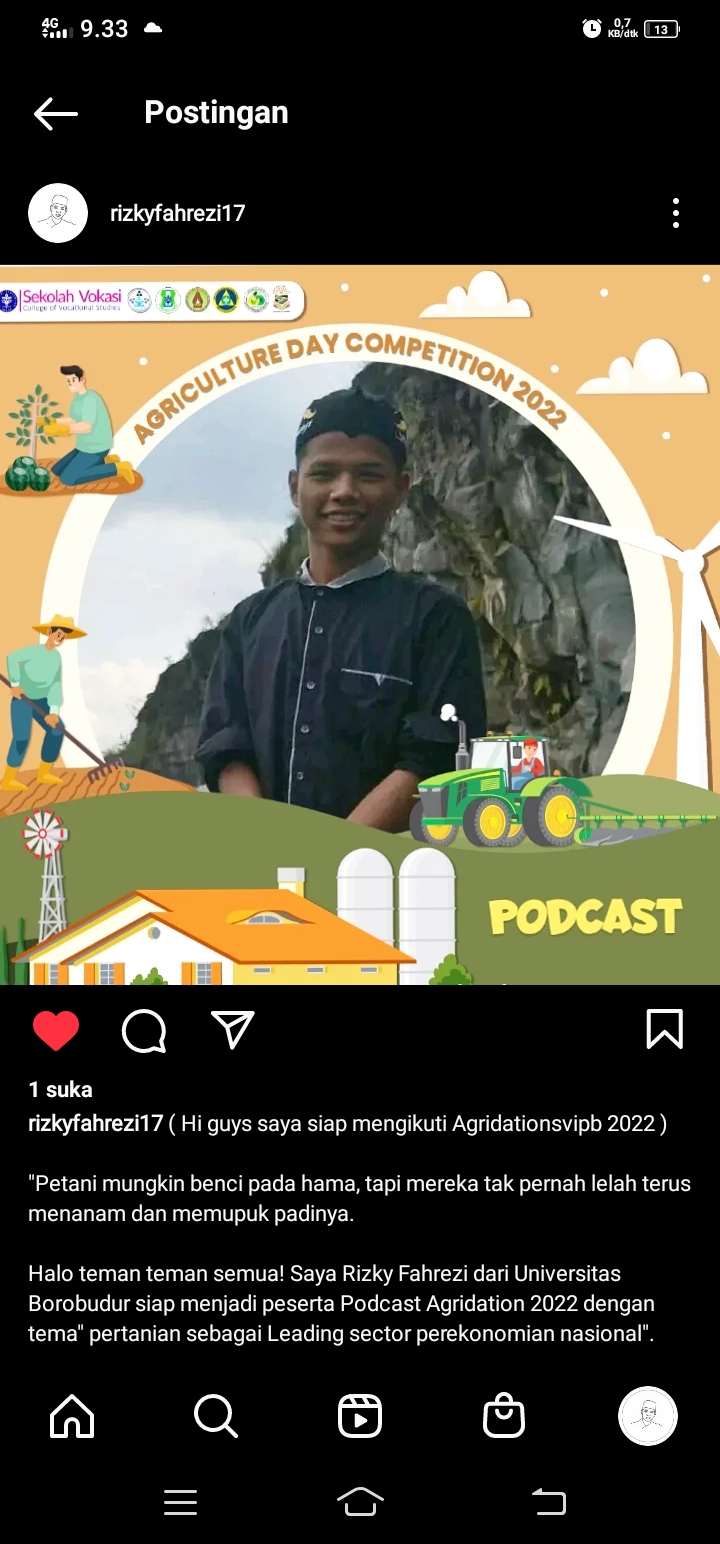 4G 9.33 0,7 KB/dtk 13
Postingan
rizkyfahrezi17
Sekolah Vokasi
College of Vocational Studies
AGRICULTURE DAY COMPETITION 2022
PODCAST
1 suka
rizkyfahrezi17 ( Hi guys saya siap mengikuti Agridationsvipb 2022 )
"Petani mungkin benci pada hama, tapi mereka tak pernah lelah terus
menanam dan memupuk padinya.
Halo teman teman semua! Saya Rizky Fahrezi dari Universitas
Borobudur siap menjadi peserta Podcast Agridation 2022 dengan
tema" pertanian sebagai Leading sector perekonomian nasional".